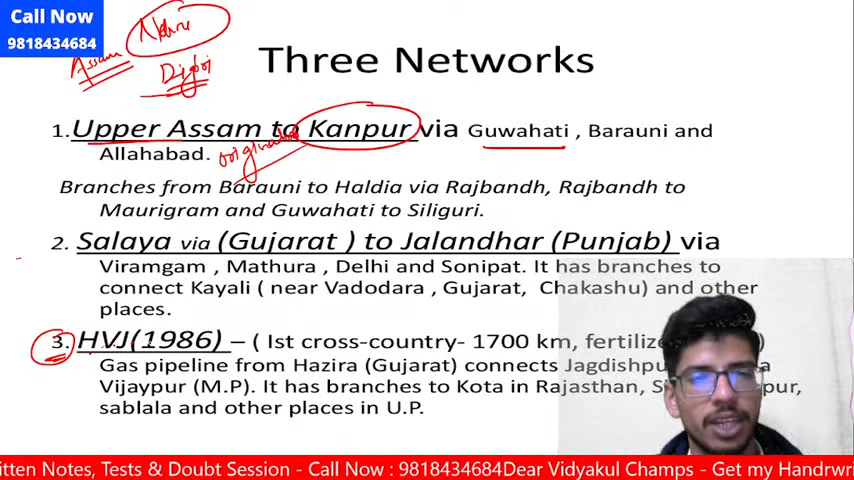 Call Now
9818434684
Assam
Digboi
Three Networks
1.Upper Assam to Kanpur via Guwahati , Barauni and
Allahabad.
Branches from Barauni to Haldia via Rajbandh, Rajbandh to
Maurigram and Guwahati to Siliguri.
2. Salaya via (Gujarat ) to Jalandhar (Punjab) via
Viramgam , Mathura , Delhi and Sonipat. It has branches to
connect Kayali ( near Vadodara , Gujarat, Chakashu) and other
places.
3. HVJ(1986) – ( Ist cross-country- 1700 km,
Gas pipeline from Hazira (Gujarat) connects
Vijaypur (M.P). It has branches to Kota in Rajasthan,
sablala and other places in U.P.
itten Notes, Tests & Doubt Session - Call Now : 9818434684Dear Vidyakul Champs - Get my Handwr